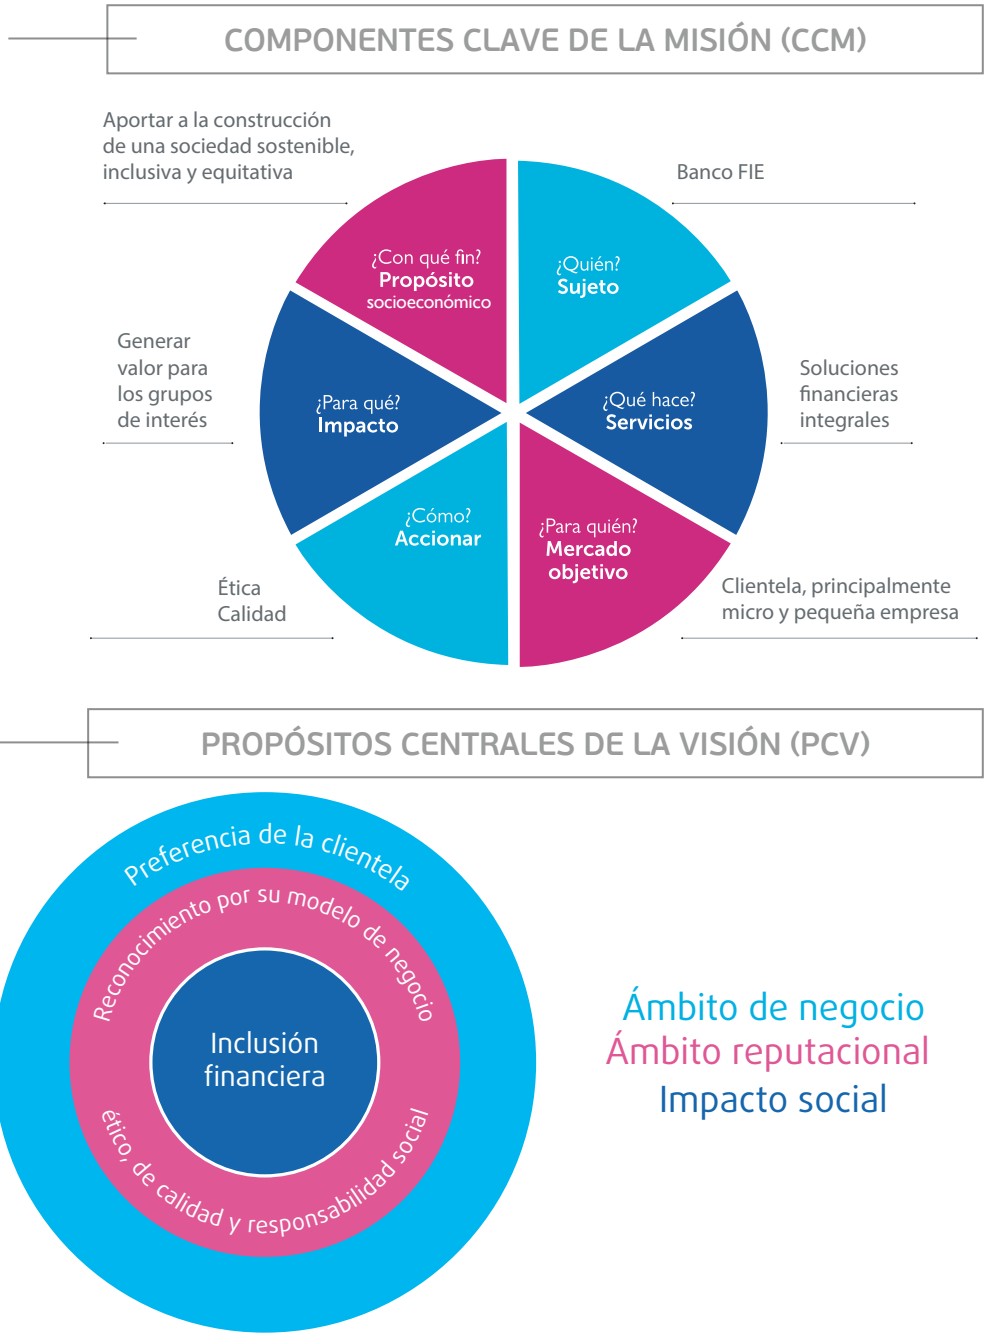 COMPONENTES CLAVE DE LA MISIÓN (CCM)
Aportar a la construcción
de una sociedad sostenible,
inclusiva y equitativa
Banco FIE
¿Con qué fin?
Propósito
socioeconómico
¿Quién?
Sujeto
Generar
valor para
los grupos
de interés
¿Para qué?
Impacto
¿Qué hace?
Servicios
Soluciones
financieras
integrales
¿Cómo?
Accionar
¿Para quién?
Mercado
objetivo
Ética
Calidad
Clientela, principalmente
micro y pequeña empresa
PROPÓSITOS CENTRALES DE LA VISIÓN (PCV)
Preferencia de la clientela
Reconocimiento por su modelo de negocio
Inclusión
financiera
ético, de calidad y responsabilidad social
Ámbito de negocio
Ámbito reputacional
Impacto social